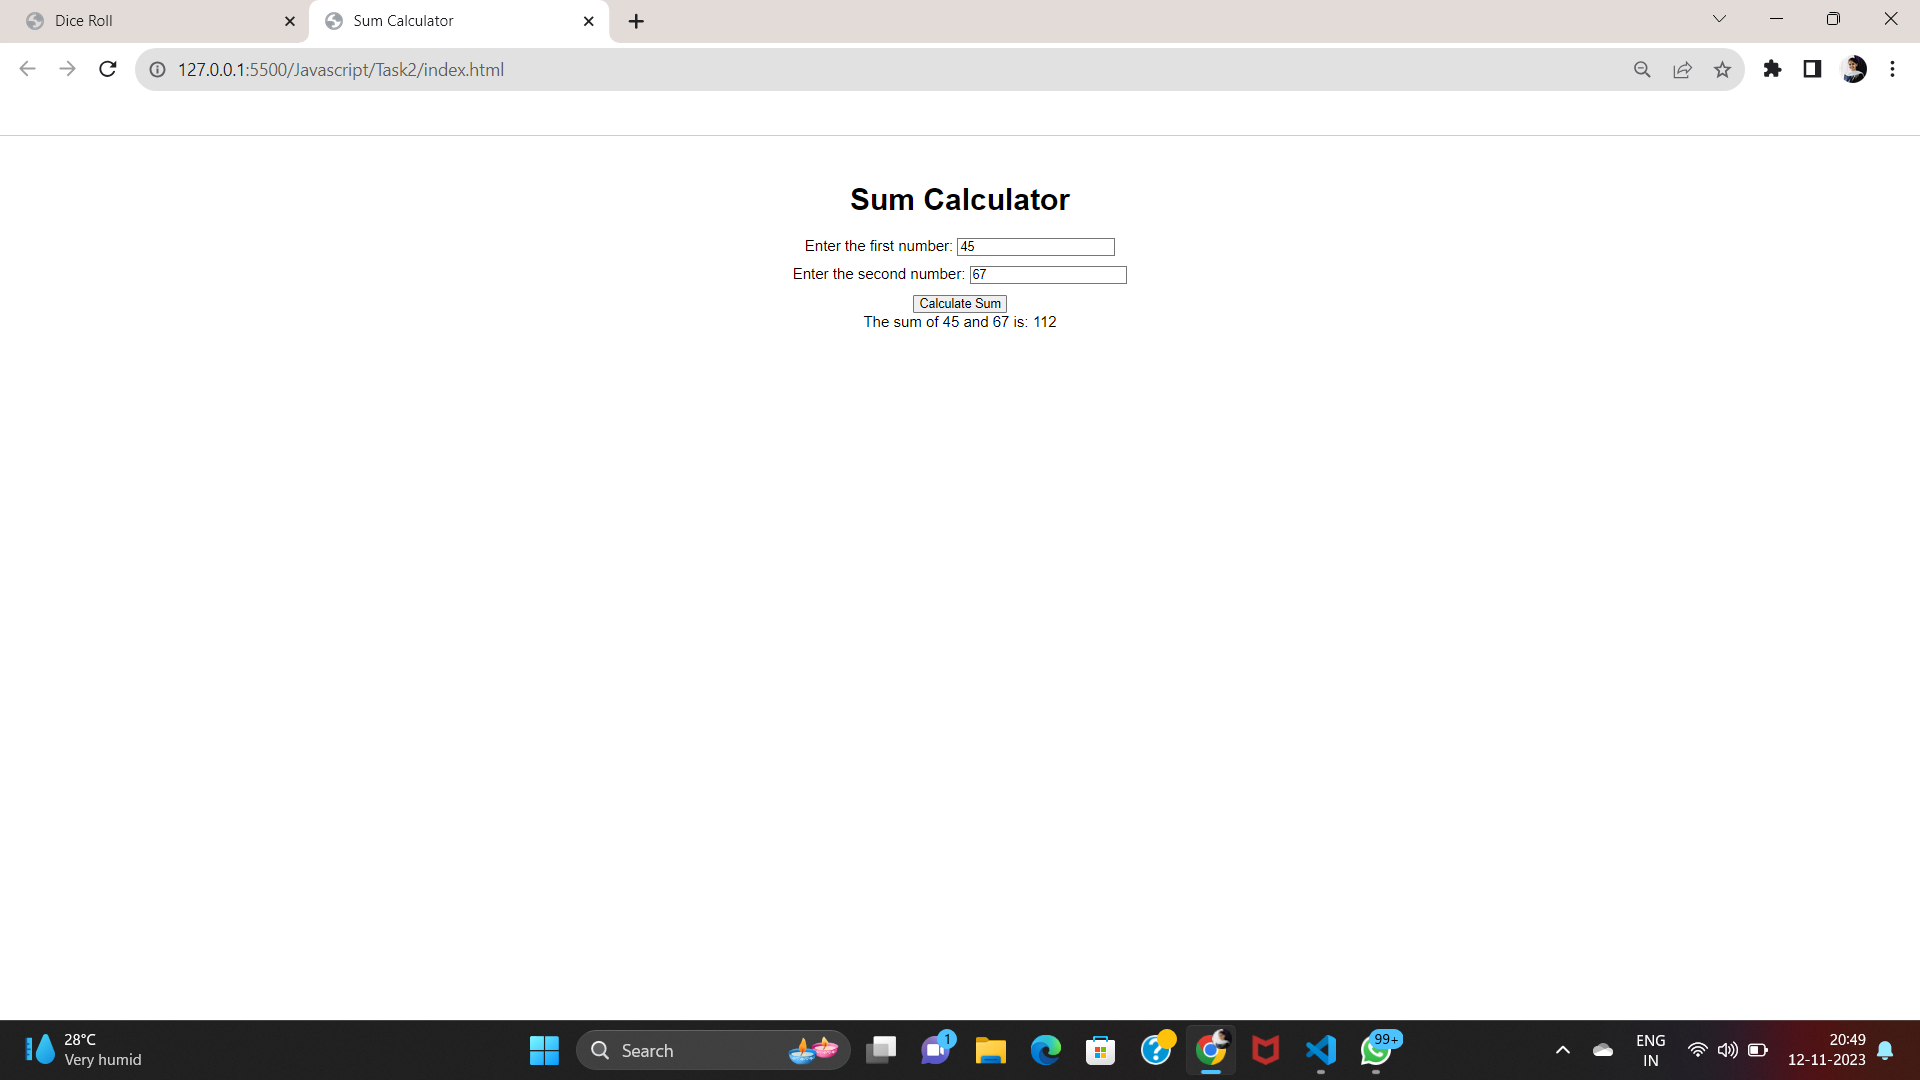 Dice Roll
Sum Calculator
127.0.0.1:5500/Javascript/Task2/index.html
Sum Calculator
Enter the first number: 45
Enter the second number: 67
Calculate Sum
The sum of 45 and 67 is: 112
28°C
Very humid
Search
1
99+
ENG
IN
20:49
12-11-2023